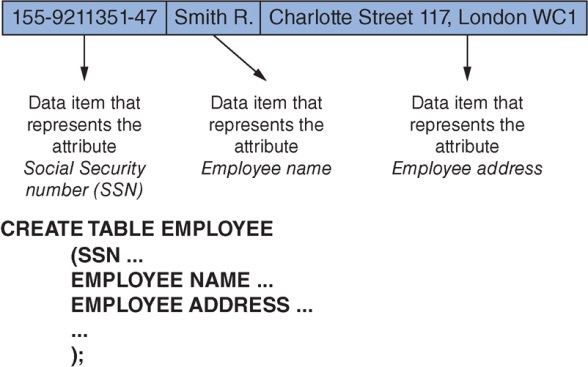 155-9211351-47 Smith R. Charlotte Street 117, London WC1
Data item that
represents the
attribute
Social Security
number (SSN)
Data item that
represents the
attribute
Employee name
Data item that
represents the
attribute
Employee address
CREATE TABLE EMPLOYEE
(SSN ...
EMPLOYEE NAME ...
EMPLOYEE ADDRESS ...
...
);